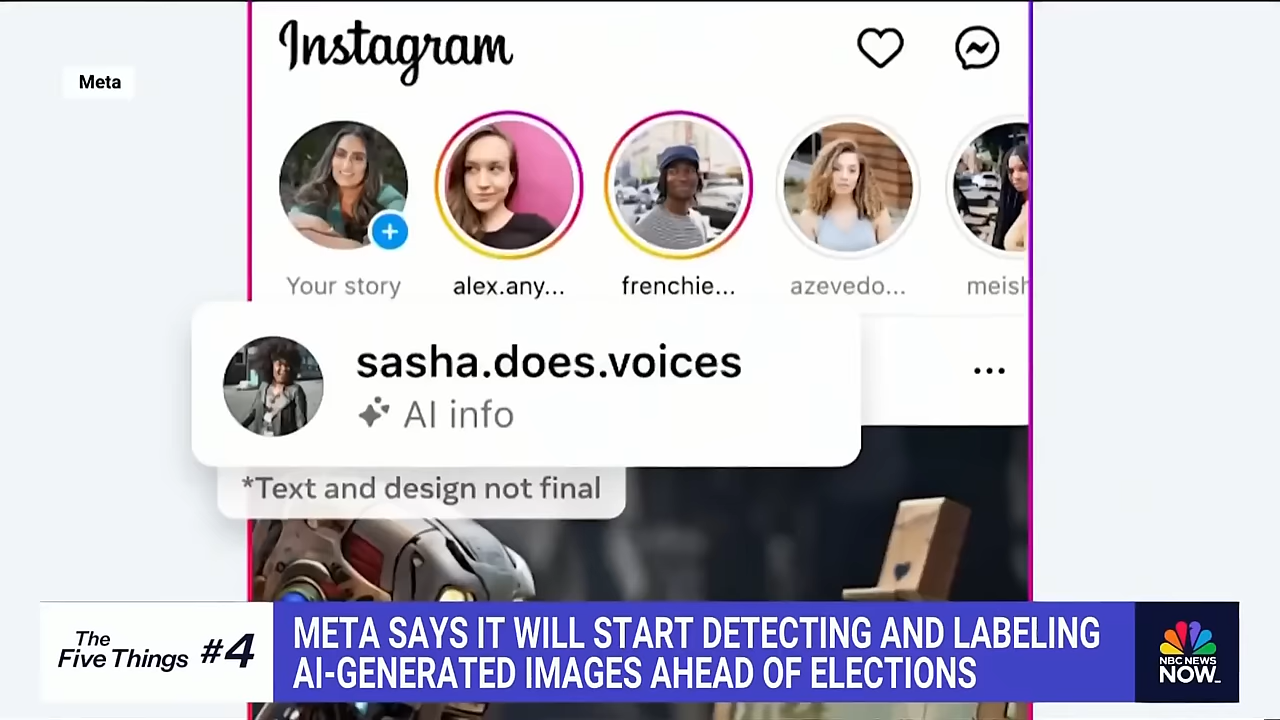 Instagram
Meta
Your story
alex.any...
frenchie...
azevedo...
meish
sasha.does.voices
AI info
*Text and design not final
The
Five Things #4
META SAYS IT WILL START DETECTING AND LABELING
AI-GENERATED IMAGES AHEAD OF ELECTIONS
NBC NEWS
NOW